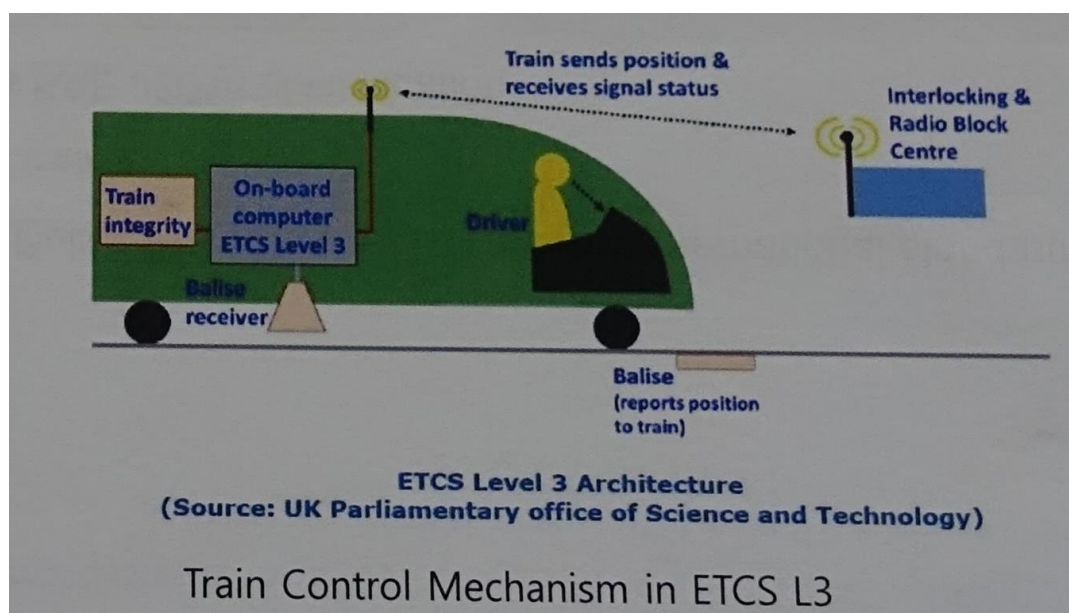 Train sends position &
receives signal status
Interlocking &
Radio Block
Centre
Train
integrity
On-board
computer
ETCS Level 3
Driver
Balise
receiver
Balise
(reports position
to train)
ETCS Level 3 Architecture
(Source: UK Parliamentary office of Science and Technology)
Train Control Mechanism in ETCS L3